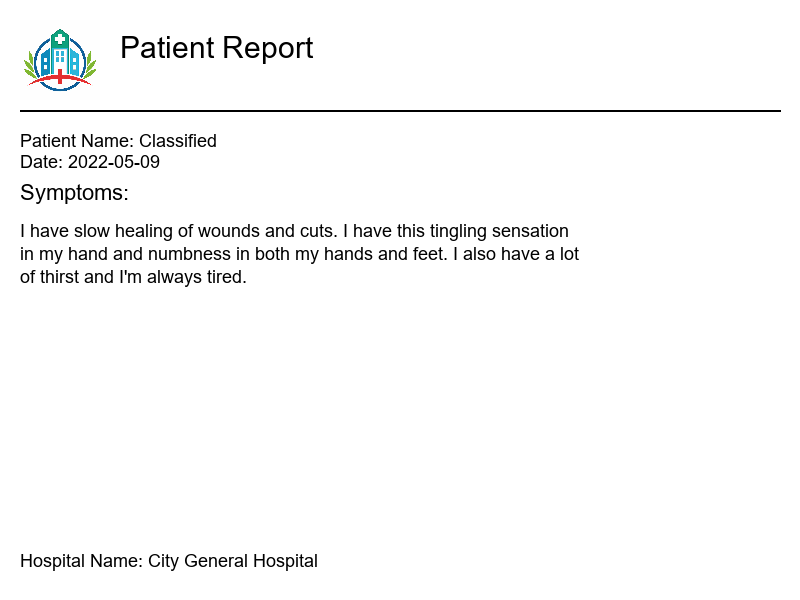 Patient Report
Patient Name: Classified
Date: 2022-05-09
Symptoms:
I have slow healing of wounds and cuts. I have this tingling sensation
in my hand and numbness in both my hands and feet. I also have a lot
of thirst and I'm always tired.
Hospital Name: City General Hospital